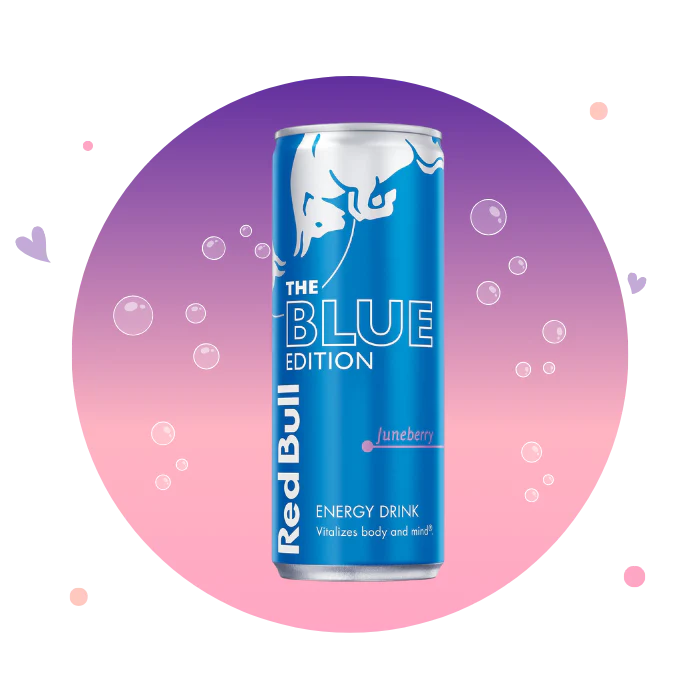 THE
BLUE
EDITION
Red Bull
Juneberry
ENERGY DRINK
Vitalizes body and mind®.